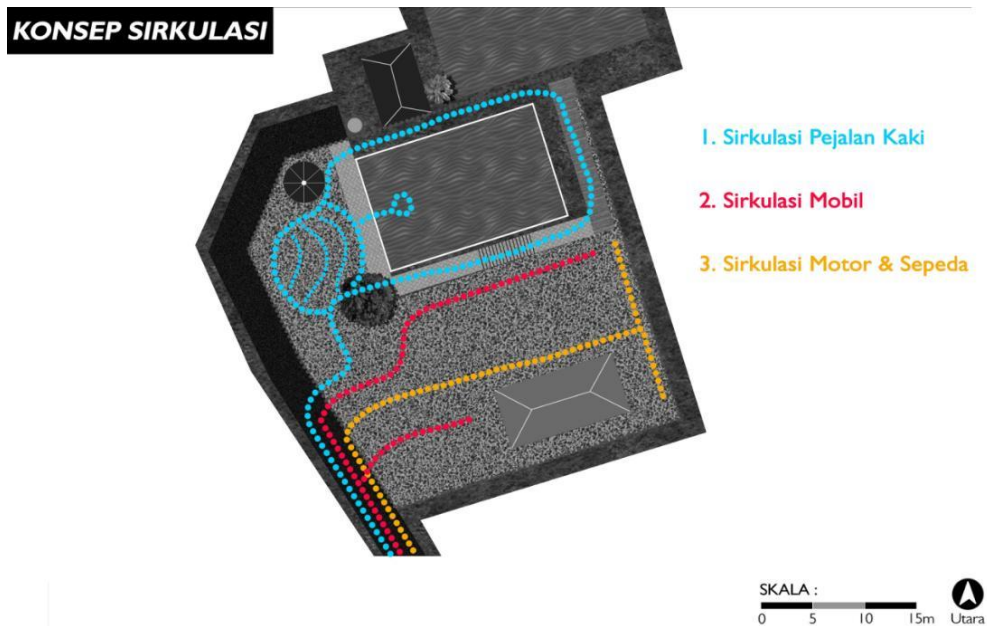 KONSEP SIRKULASI
1. Sirkulasi Pejalan Kaki
2. Sirkulasi Mobil
3. Sirkulasi Motor & Sepeda
SKALA :
0 5 10 15m Utara